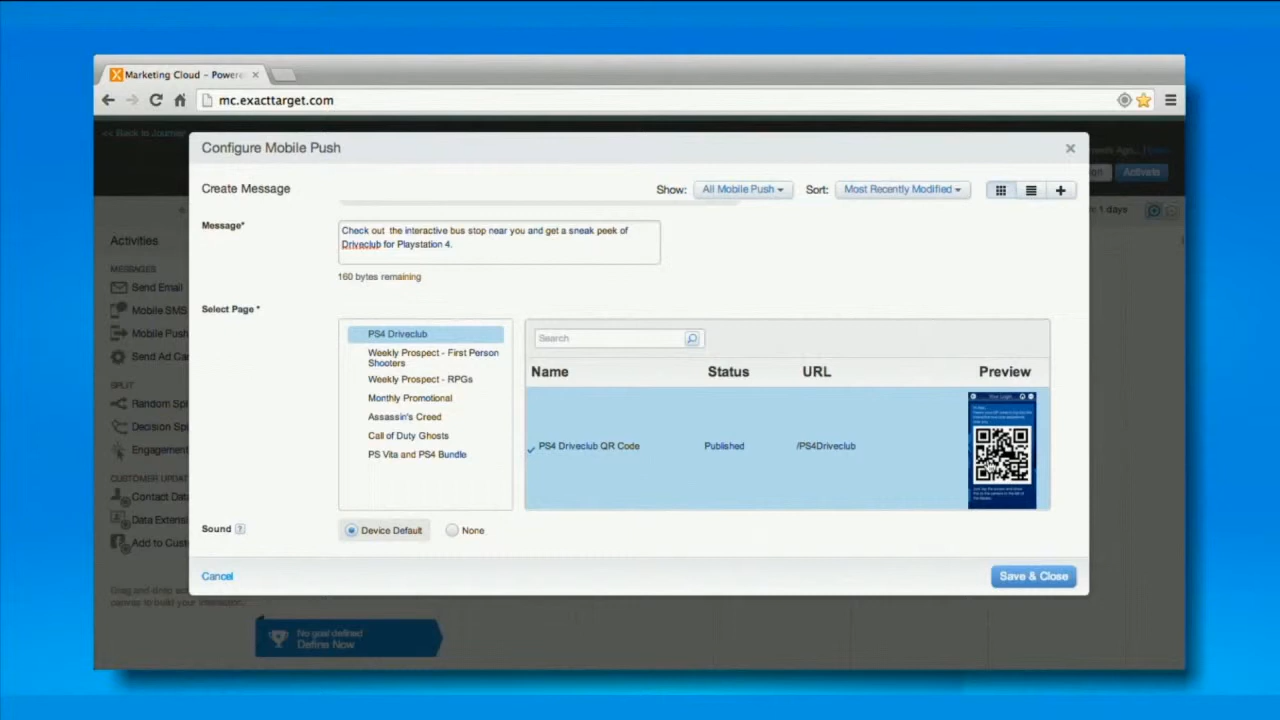 Marketing Cloud – Powere
mc.exacttarget.com
<< Back to Journey
Configure Mobile Push
Activate
Create Message
Show:
All Mobile Push
Sort:
Most Recently Modified
1 days
Message*
Check out the interactive bus stop near you and get a sneak peek of
Driveclub for Playstation 4.
160 bytes remaining
Activities
MESSAGES
Send Email
Mobile SMS
Mobile Push
Send Ad Ca
SPLIT
Random Spl
Decision Spl
Engagement
CUSTOMER UPDA
Contact Data
Data Extensi
Add to Cust
Select Page *
PS4 Driveclub
Weekly Prospect - First Person
Shooters
Weekly Prospect - RPGs
Monthly Promotional
Assassin's Creed
Call of Duty Ghosts
PS Vita and PS4 Bundle
Search
Name Status URL Preview
PS4 Driveclub QR Code Published /PS4Driveclub
Sound ?
Device Default
None
Cancel
Save & Close
No goal defined
Define Now